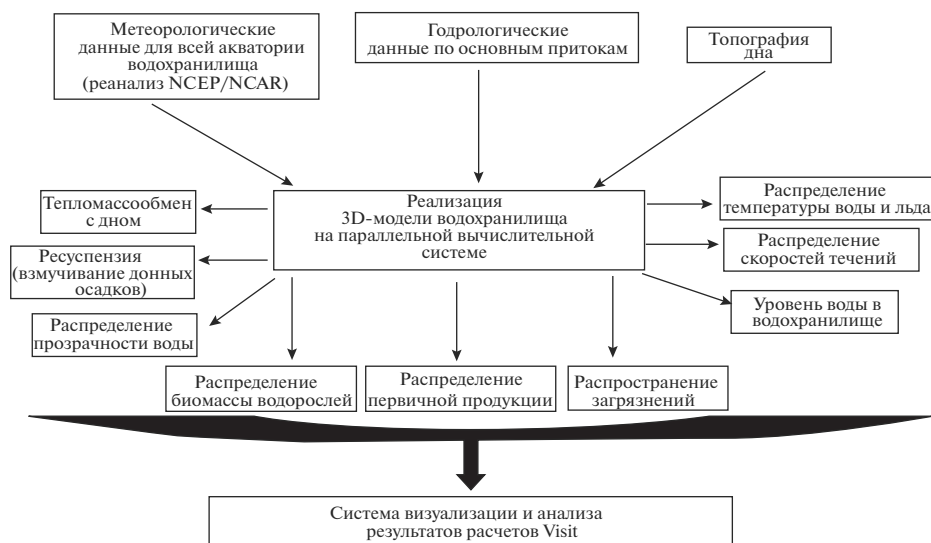 Метеорологические
данные для всей акватории
водохранилища
(реанализ NCEP/NCAR)
Годрологические
данные по основным притокам
Топография
дна
Реализация
3D-модели водохранилища
на параллельной вычислительной
системе
Тепломассообмен
с дном
Ресуспензия
(взмучивание донных
осадков)
Распределение
прозрачности воды
Распределение
температуры воды и льда
Распределение
скоростей течений
Уровень воды в
водохранилище
Распределение
биомассы водорослей
Распределение
первичной продукции
Распространение
загрязнений
Система визуализации и анализа
результатов расчетов Visit